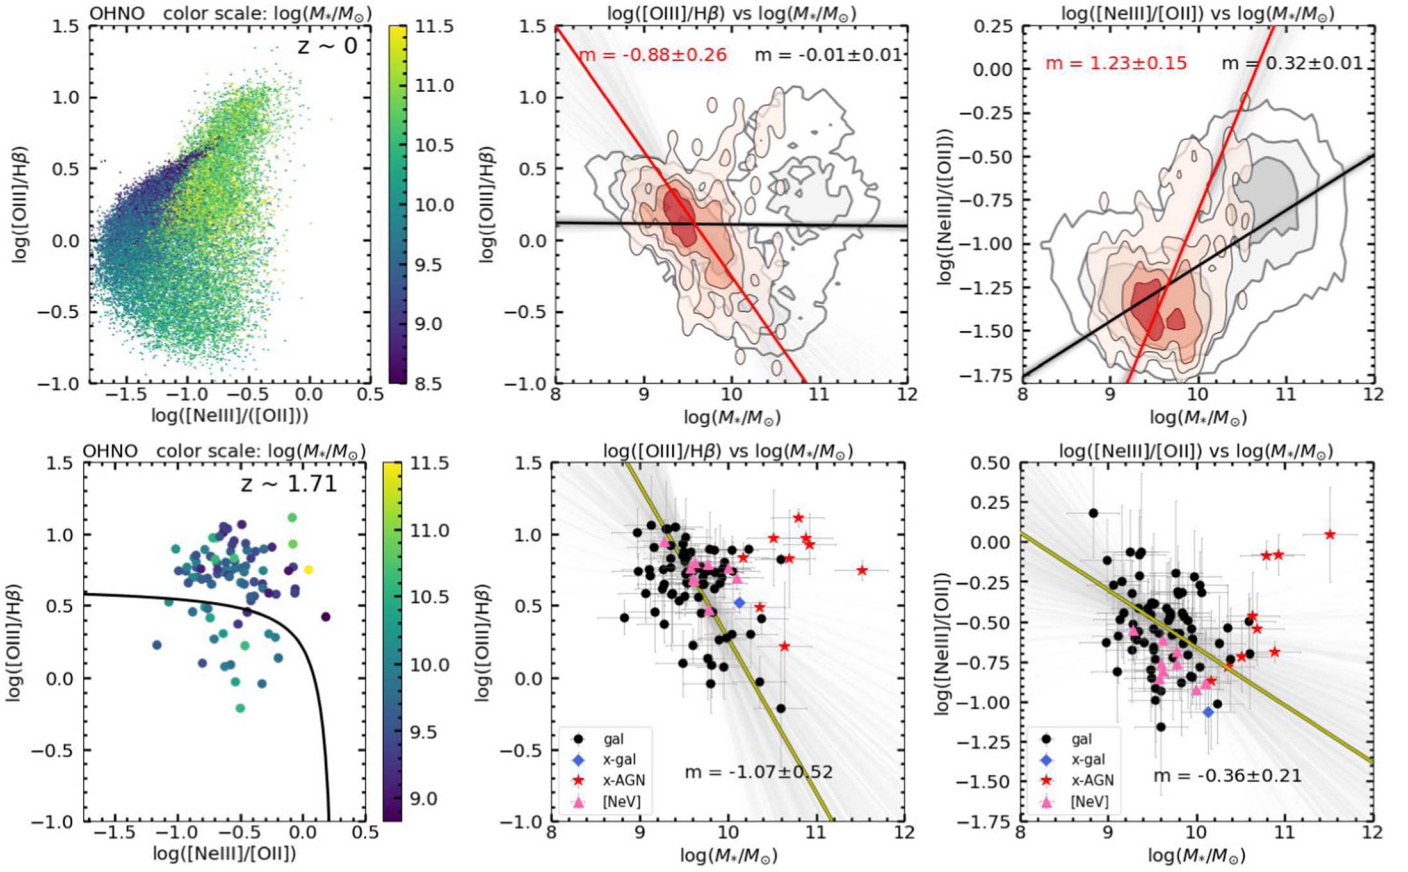 OHNO color scale: log(M*/M⊙)
z ~ 0
1.5
1.0
0.5
0.0
−0.5
−1.0
log([OIII]/Hβ)
−1.5 −1.0 −0.5 0.0 0.5
log([NeIII]/([OII]))
11.5
11.0
10.5
10.0
9.5
9.0
8.5
log([OIII]/Hβ) vs log(M*/M⊙)
m = -0.88±0.26 m = -0.01±0.01
1.5
1.0
0.5
0.0
−0.5
−1.0
log([OIII]/Hβ)
8 9 10 11 12
log(M*/M⊙)
log([NeIII]/[OII]) vs log(M*/M⊙)
m = 1.23±0.15 m = 0.32±0.01
0.25
0.00
−0.25
−0.50
−0.75
−1.00
−1.25
−1.50
−1.75
log([NeIII]/([OII]))
8 9 10 11 12
log(M*/M⊙)
OHNO color scale: log(M*/M⊙)
z ~ 1.71
1.5
1.0
0.5
0.0
−0.5
−1.0
log([OIII]/Hβ)
−1.5 −1.0 −0.5 0.0 0.5
log([NeIII]/[OII])
11.5
11.0
10.5
10.0
9.5
9.0
log([OIII]/Hβ) vs log(M*/M⊙)
1.5
1.0
0.5
0.0
−0.5
−1.0
log([OIII]/Hβ)
gal
x-gal
x-AGN
[NeV]
m = -1.07±0.52
8 9 10 11 12
log(M*/M⊙)
log([NeIII]/[OII]) vs log(M*/M⊙)
0.50
0.25
0.00
−0.25
−0.50
−0.75
−1.00
−1.25
−1.50
−1.75
log([NeIII]/[OII])
gal
x-gal
x-AGN
[NeV]
m = -0.36±0.21
8 9 10 11 12
log(M*/M⊙)